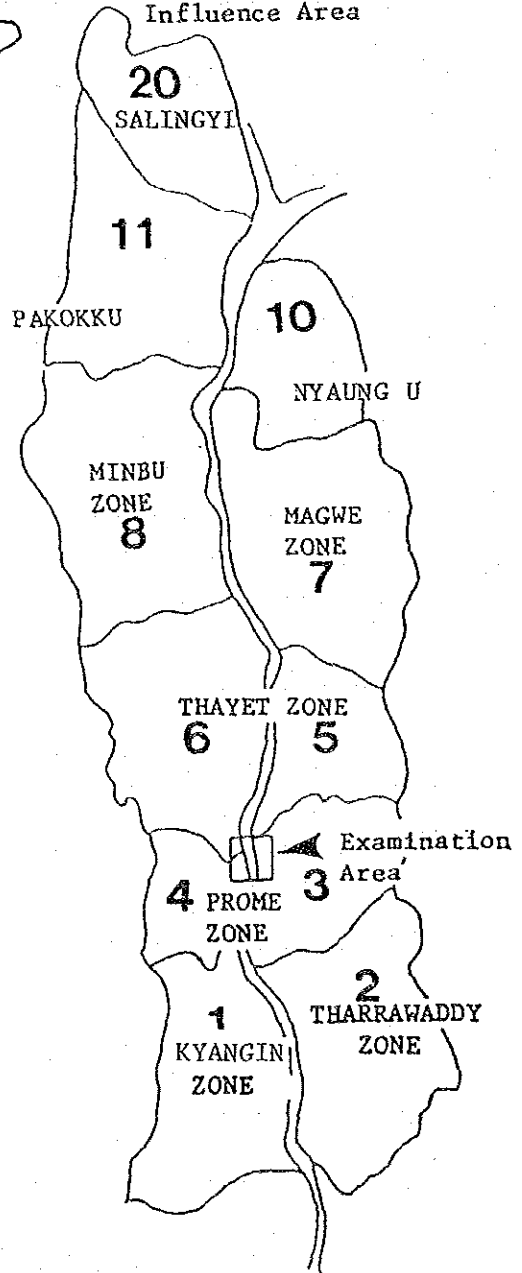 Influence Area
20
SALINGYI
11
PAKOKKU
10
NYAUNG U
MINBU
ZONE
8
MAGWE
ZONE
7
THAYET ZONE
6
5
Examination
Area
3
4
PROME
ZONE
1
KYANGIN
ZONE
2
THARRAWADDY
ZONE